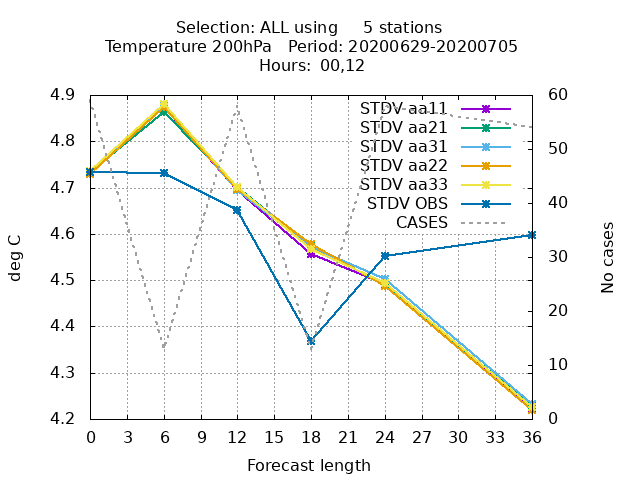 Selection: ALL using     5 stations
Temperature 200hPa   Period: 20200629-20200705
Hours:  00,12
4.9
4.8
4.7
4.6
4.5
4.4
4.3
4.2
deg C
STDV aa11
STDV aa21
STDV aa31
STDV aa22
STDV aa33
STDV OBS
CASES
60
50
40
30
20
10
0
No cases
0 3 6 9 12 15 18 21 24 27 30 33 36
Forecast length